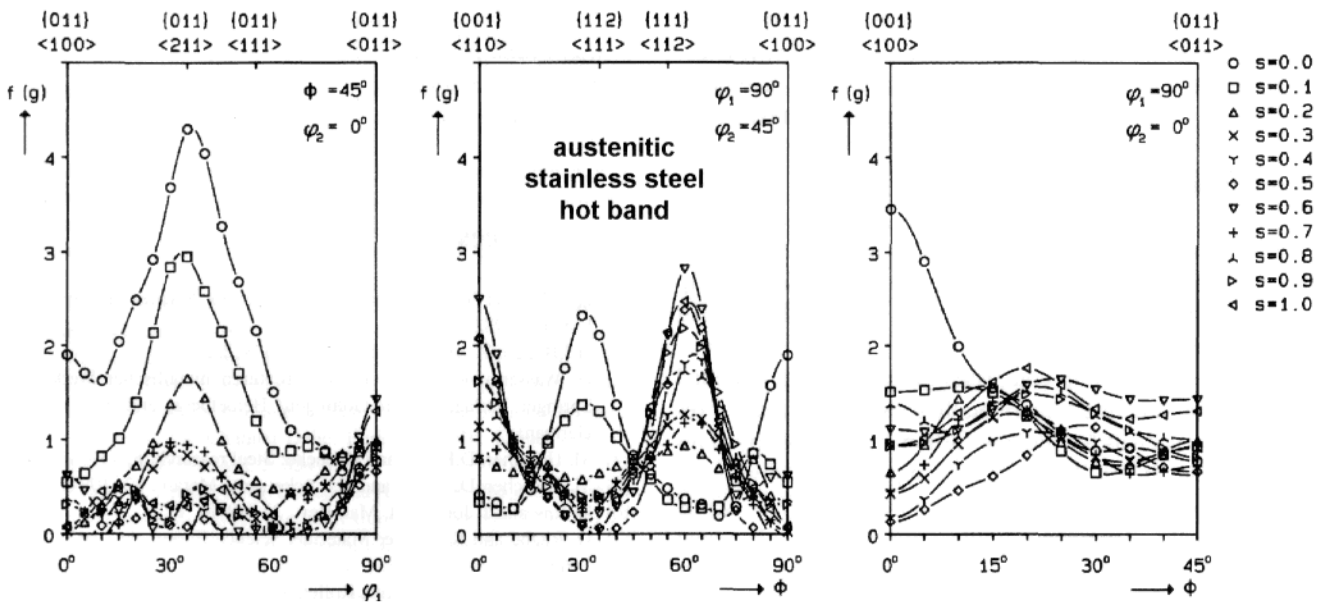 {011} {011} {011} {011}
<100> <211> <111> <011>
f (g)
ϕ =45°
φ₂ = 0°
4
3
2
1
0
0° 30° 60° 90°
φ₁
{001} {112} {111} {011}
<110> <111> <112> <100>
f (g)
φ₁ =90°
φ₂ =45°
austenitic
stainless steel
hot band
4
3
2
1
0
0° 30° 60° 90°
ϕ
{001} {011}
<100> <011>
f (g)
φ₁ =90°
φ₂ = 0°
4
3
2
1
0
0° 15° 30° 45°
ϕ
s=0.0
s=0.1
s=0.2
s=0.3
s=0.4
s=0.5
s=0.6
s=0.7
s=0.8
s=0.9
s=1.0